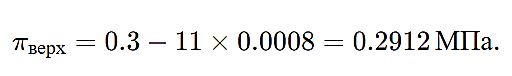 π_верх = 0.3 − 11 × 0.0008 = 0.2912 МПа.